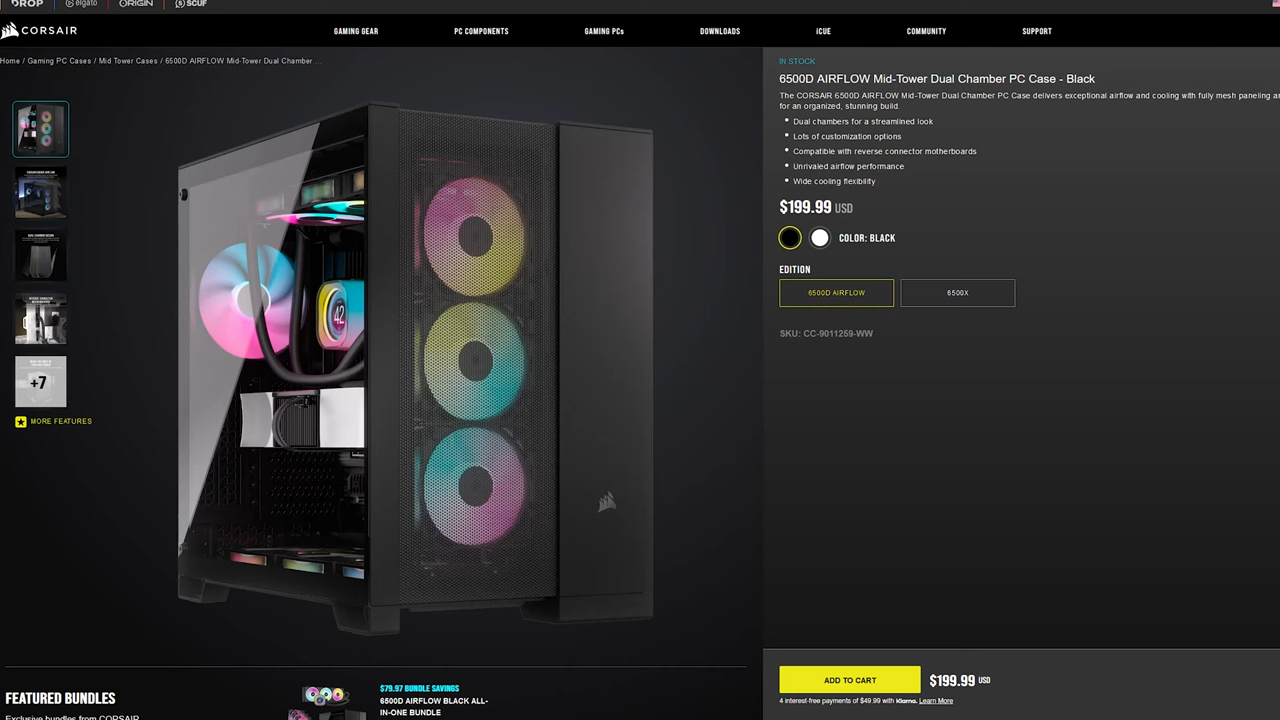 DROP
elgato
ORIGIN
SCUF
CORSAIR
GAMING GEAR
PC COMPONENTS
GAMING PCs
DOWNLOADS
iCUE
COMMUNITY
SUPPORT
Home / Gaming PC Cases / Mid Tower Cases / 6500D AIRFLOW Mid-Tower Dual Chamber ...
IN STOCK
6500D AIRFLOW Mid-Tower Dual Chamber PC Case - Black
The CORSAIR 6500D AIRFLOW Mid-Tower Dual Chamber PC Case delivers exceptional airflow and cooling with fully mesh paneling
for an organized, stunning build.
Dual chambers for a streamlined look
Lots of customization options
Compatible with reverse connector motherboards
Unrivaled airflow performance
Wide cooling flexibility
$199.99 USD
COLOR: BLACK
EDITION
6500D AIRFLOW
6500X
SKU: CC-9011259-WW
42
+7
MORE FEATURES
FEATURED BUNDLES
Exclusive bundles from CORSAIR
$79.97 BUNDLE SAVINGS
6500D AIRFLOW BLACK ALL-
IN-ONE BUNDLE
ADD TO CART
$199.99 USD
4 interest-free payments of $49.99 with Klarna. Learn More